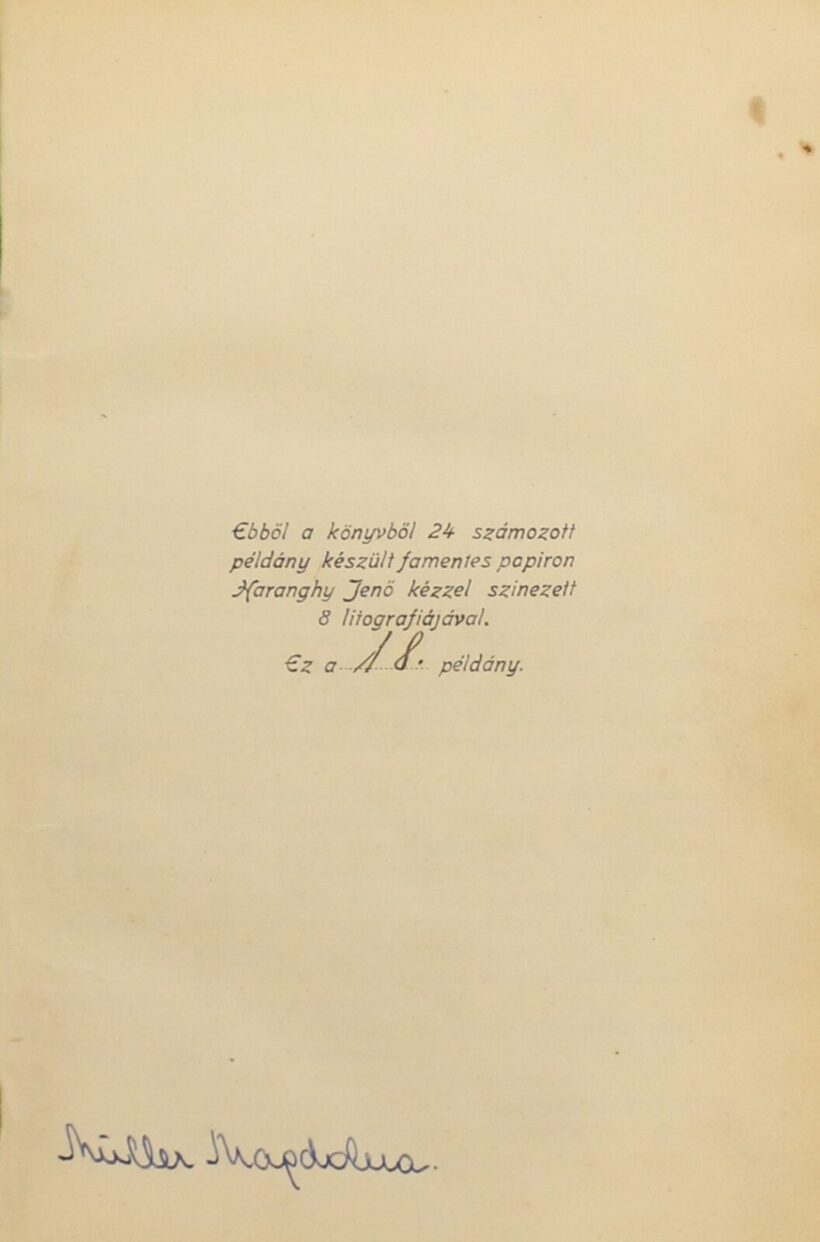 Ebből a könyvből 24 számozott
példány készült famentes papiron
Haranghy Jenő kézzel szinezett
8 litografiájával.
Ez a 18. példány.
Müller Magdolna.